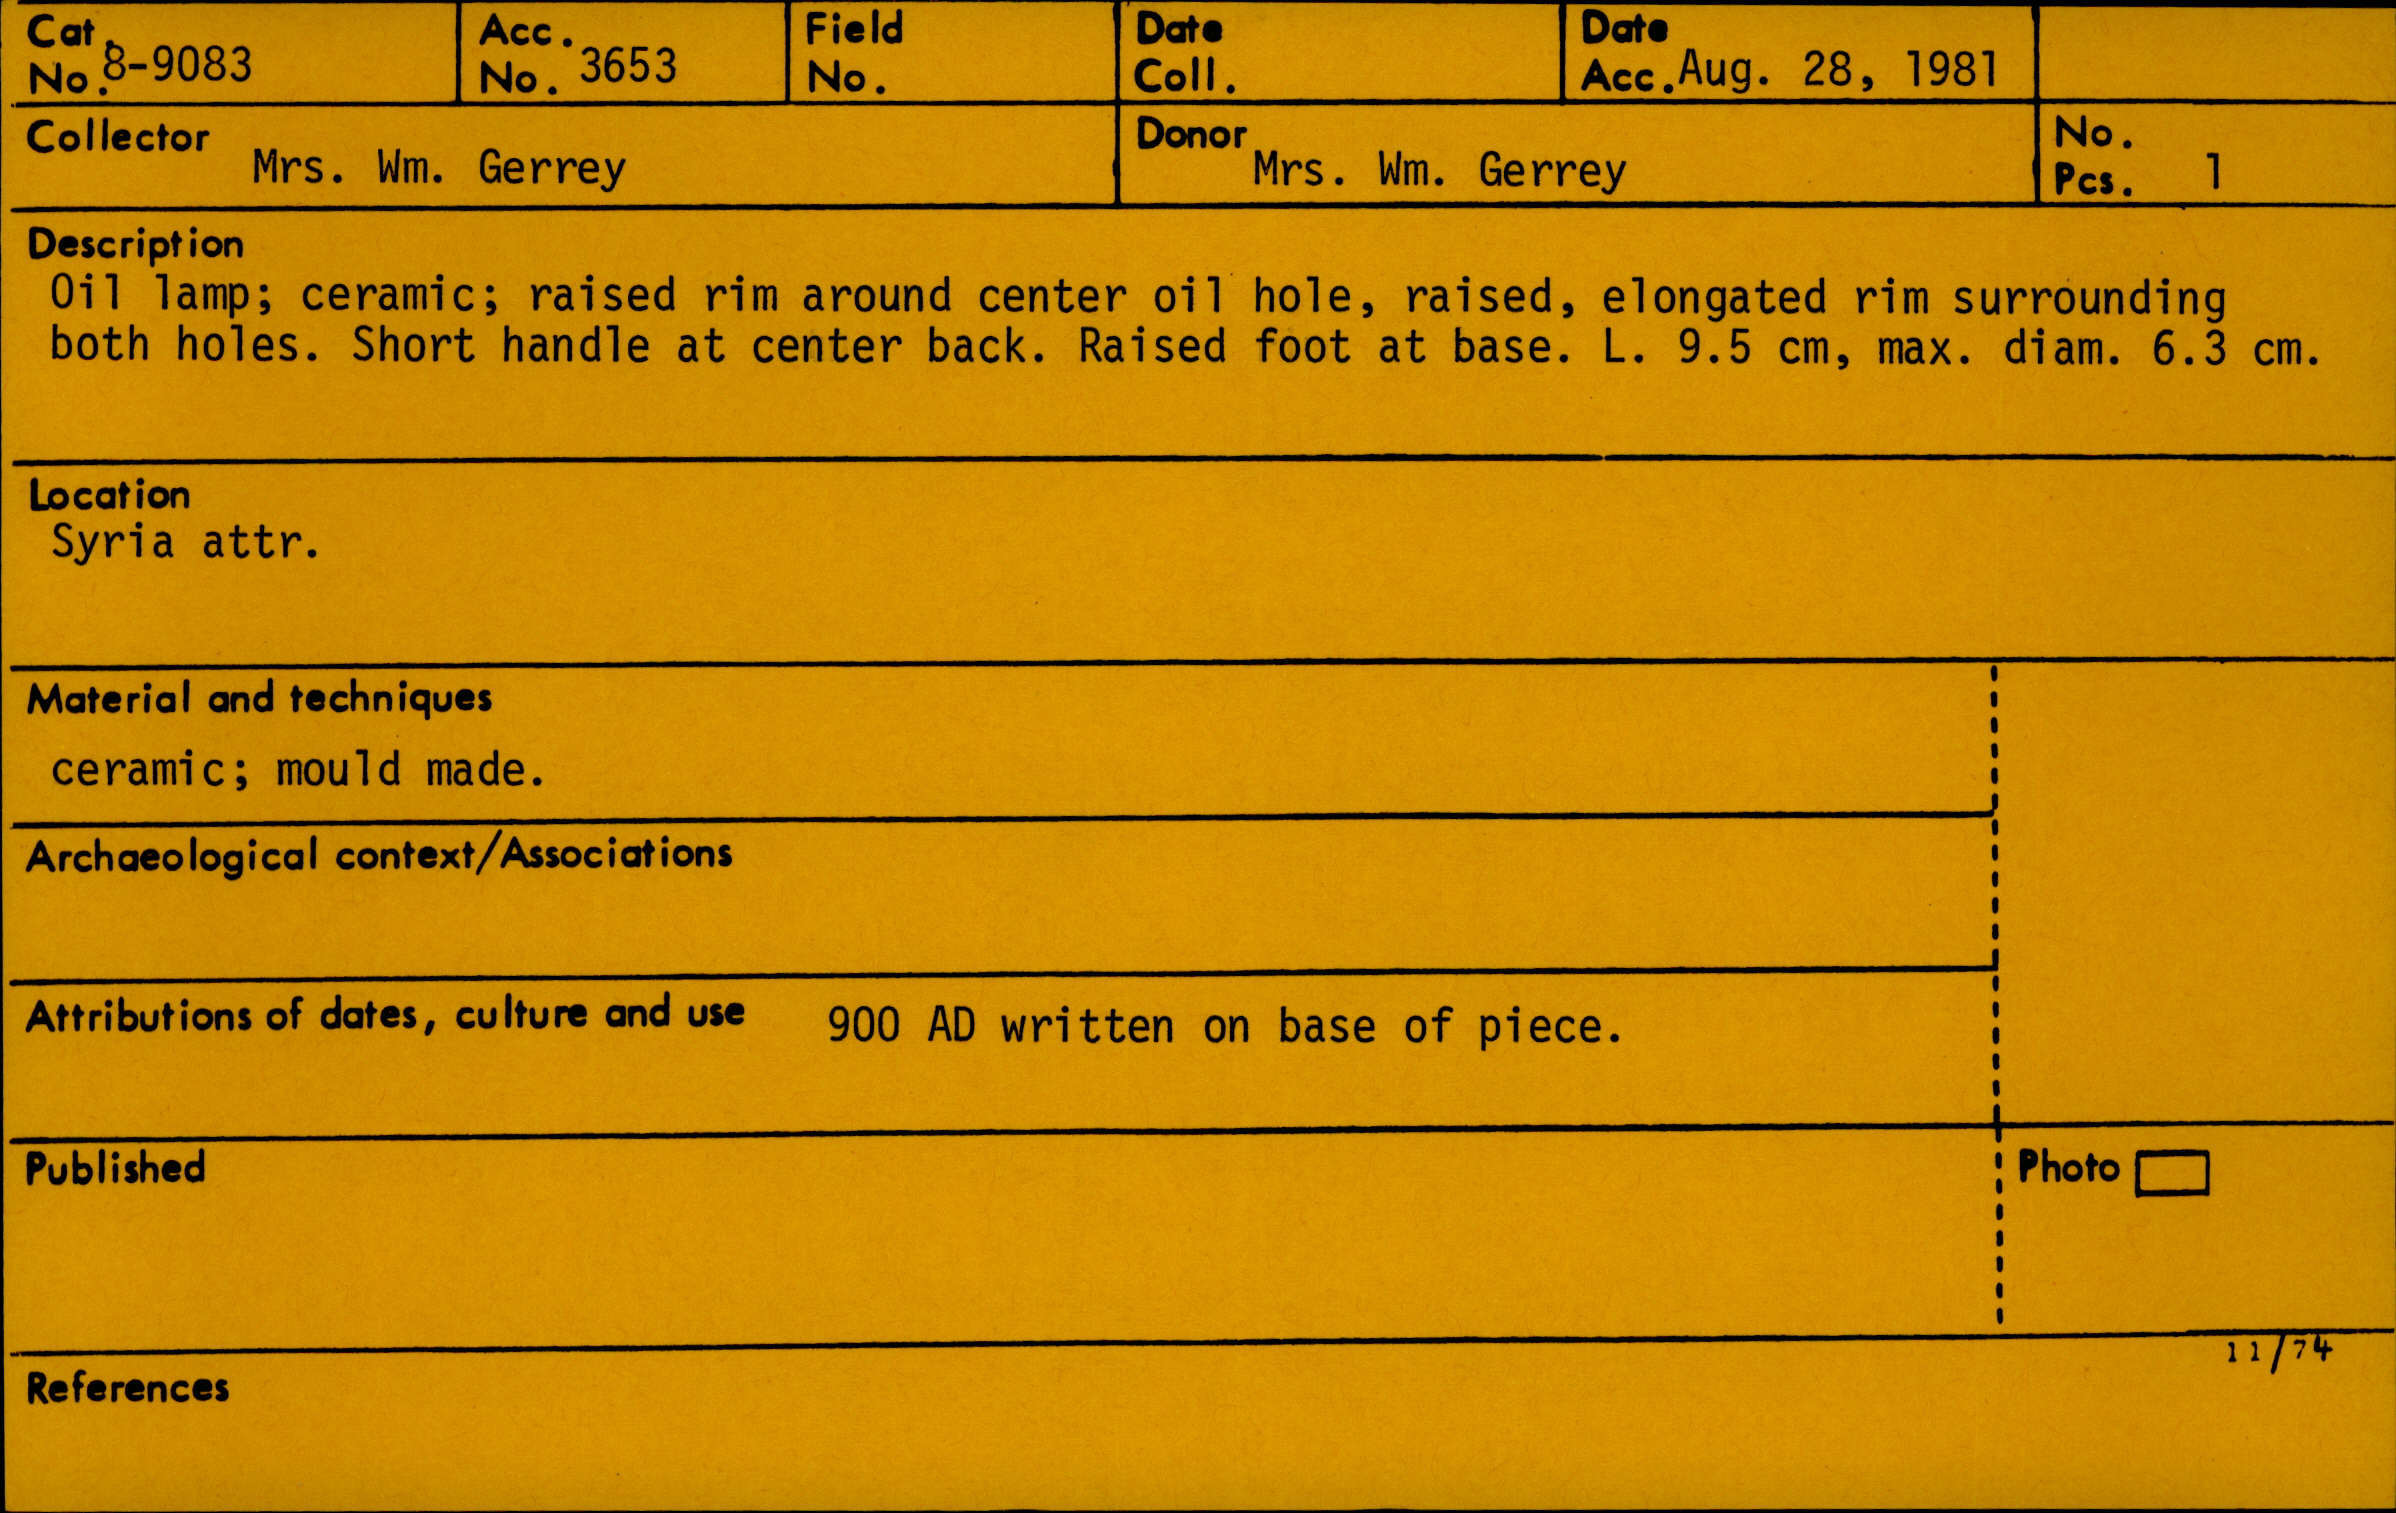 Cat. No. 8-9083
Acc. No. 3653
Field No.
Date Coll.
Date Acc. Aug. 28, 1981
Collector Mrs. Wm. Gerrey
Donor Mrs. Wm. Gerrey
No. Pcs. 1
Description
Oil lamp; ceramic; raised rim around center oil hole, raised, elongated rim surrounding
both holes. Short handle at center back. Raised foot at base. L. 9.5 cm, max. diam. 6.3 cm.
Location
Syria attr.
Material and techniques
ceramic; mould made.
Archaeological context/Associations
Attributions of dates, culture and use 900 AD written on base of piece.
Published
Photo
11/74
References